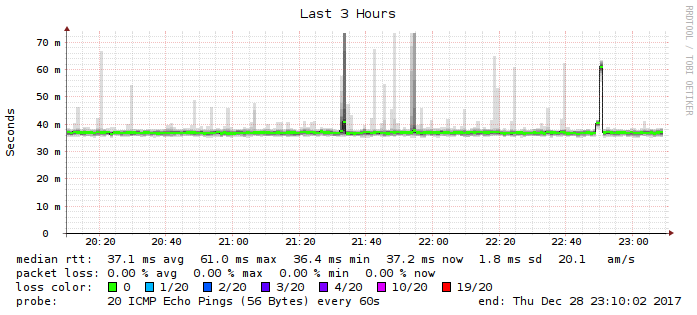 Last 3 Hours
RRDTOOL / TOBI OETIKER
Seconds
70 m
60 m
50 m
40 m
30 m
20 m
10 m
0
20:20 20:40 21:00 21:20 21:40 22:00 22:20 22:40 23:00
median rtt: 37.1 ms avg 61.0 ms max 36.4 ms min 37.2 ms now 1.8 ms sd 20.1 am/s
packet loss: 0.00 % avg 0.00 % max 0.00 % min 0.00 % now
loss color: 0 1/20 2/20 3/20 4/20 10/20 19/20
probe: 20 ICMP Echo Pings (56 Bytes) every 60s end: Thu Dec 28 23:10:02 2017